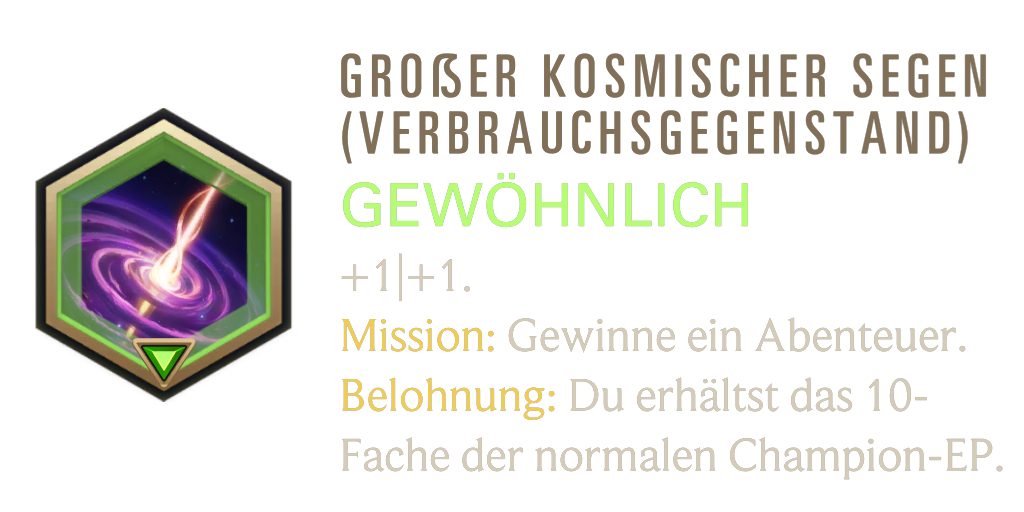 GROẞER KOSMISCHER SEGEN
(VERBRAUCHSGEGENSTAND)
GEWÖHNLICH
+1|+1.
Mission: Gewinne ein Abenteuer.
Belohnung: Du erhältst das 10-
Fache der normalen Champion-EP.